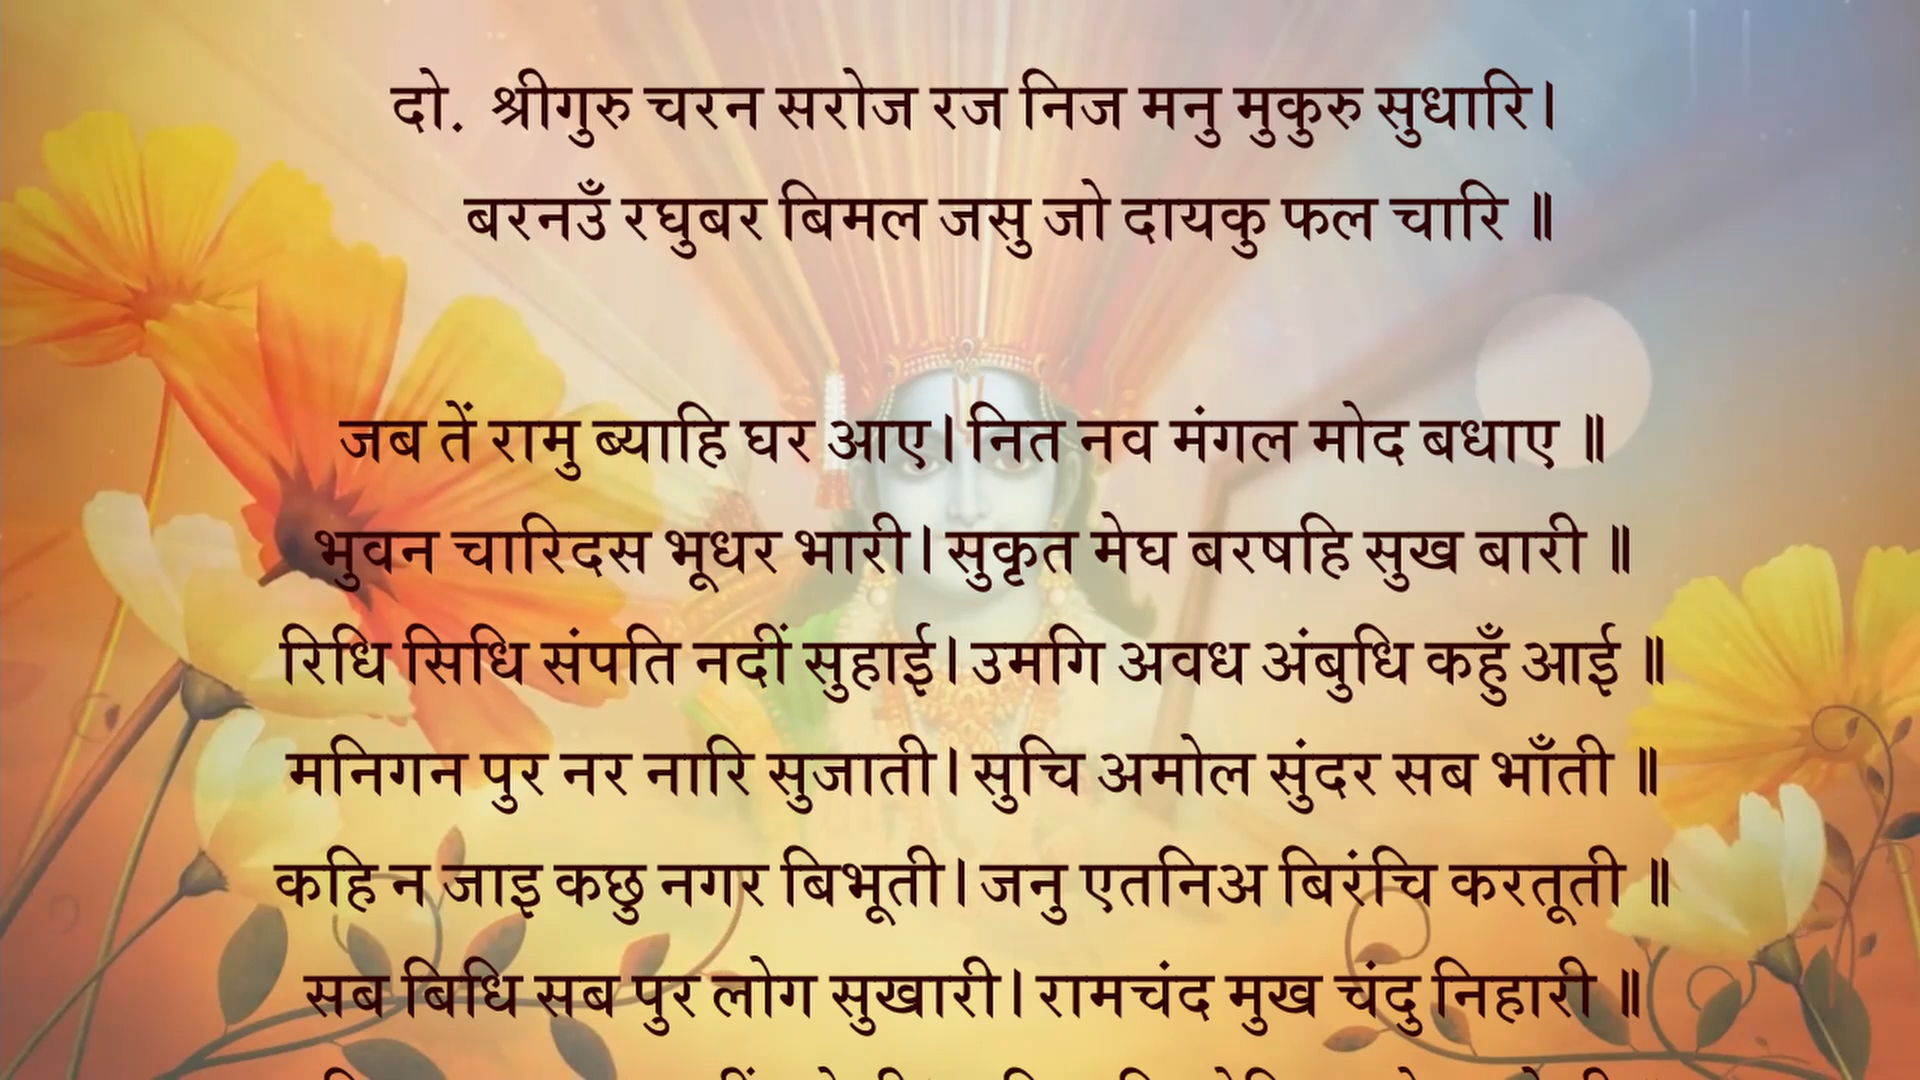 दो. श्रीगुरु चरन सरोज रज निज मनु मुकुरु सुधारि।
बरनउँ रघुबर बिमल जसु जो दायकु फल चारि ॥
जब तें रामु ब्याहि घर आए। नित नव मंगल मोद बधाए ॥
भुवन चारिदस भूधर भारी। सुकृत मेघ बरषहि सुख बारी ॥
रिधि सिधि संपति नदीं सुहाई। उमगि अवध अंबुधि कहुँ आई ॥
मनिगन पुर नर नारि सुजाती। सुचि अमोल सुंदर सब भाँती ॥
कहि न जाइ कछु नगर बिभूती। जनु एतनिअ बिरंचि करतूती ॥
सब बिधि सब पुर लोग सुखारी। रामचंद मुख चंदु निहारी ॥